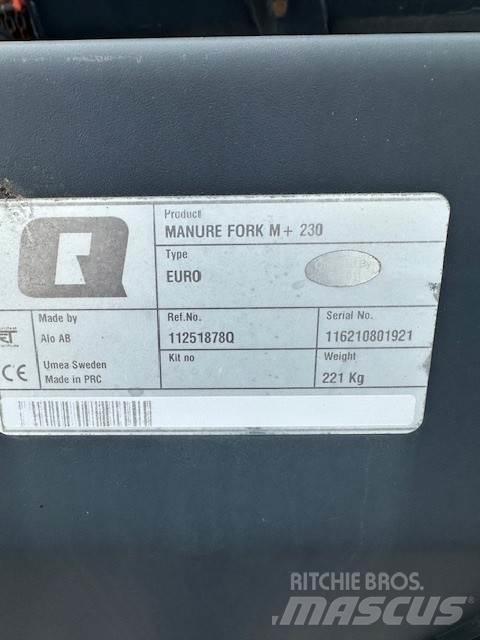 Product
MANURE FORK M+ 230
Type
EURO
Made by
Alo AB
Umea Sweden
Made in PRC
CE
Ref.No.
11251878Q
Serial No.
116210801921
Kit no
Weight
221 Kg
RITCHIE BROS.
MASCUS